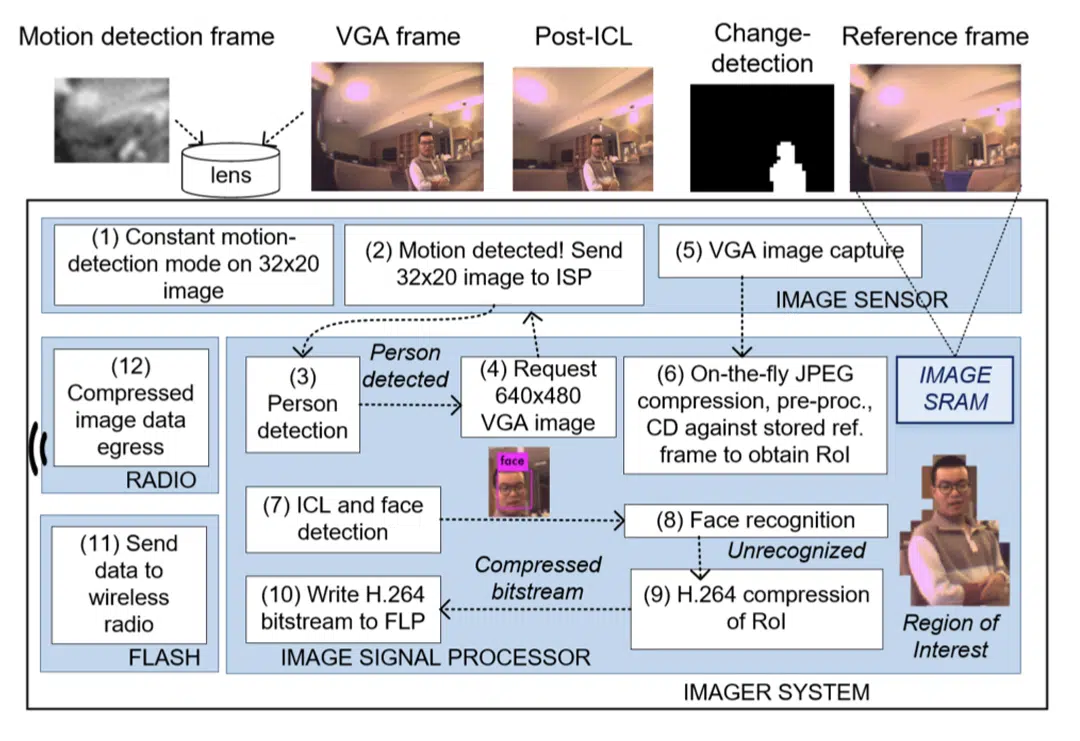 Motion detection frame
VGA frame
Post-ICL
Change-
detection
Reference frame
lens
(1) Constant motion-
detection mode on 32x20
image
(2) Motion detected! Send
32x20 image to ISP
(5) VGA image capture
IMAGE SENSOR
(12)
Compressed
image data
egress
RADIO
(3)
Person
detection
Person
detected
(4) Request
640x480
VGA image
(6) On-the-fly JPEG
compression, pre-proc.,
CD against stored ref.
frame to obtain RoI
IMAGE
SRAM
face
(7) ICL and face
detection
(8) Face recognition
Unrecognized
(9) H.264 compression
of RoI
Compressed
bitstream
(10) Write H.264
bitstream to FLP
Region of
Interest
(11) Send
data to
wireless
radio
FLASH
IMAGE SIGNAL PROCESSOR
IMAGER SYSTEM